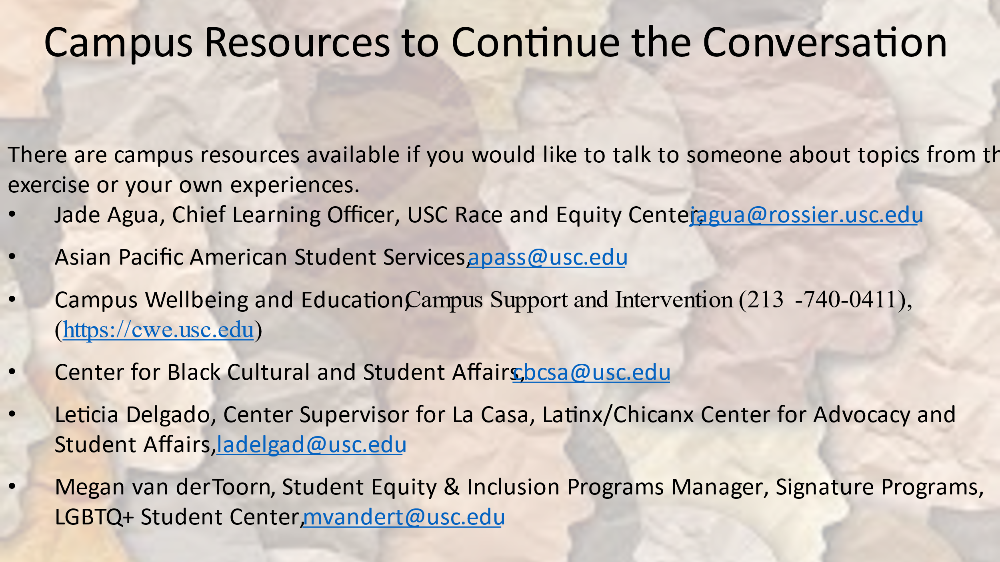 Campus Resources to Continue the Conversation
There are campus resources available if you would like to talk to someone about topics from th
exercise or your own experiences.
• Jade Agua, Chief Learning Officer, USC Race and Equity Center, jagua@rossier.usc.edu
• Asian Pacific American Student Services, apass@usc.edu
• Campus Wellbeing and Education, Campus Support and Intervention (213 -740-0411),
(https://cwe.usc.edu)
• Center for Black Cultural and Student Affairs, cbcsa@usc.edu
• Leticia Delgado, Center Supervisor for La Casa, Latinx/Chicanx Center for Advocacy and
Student Affairs, ladelgad@usc.edu
• Megan van der Toorn, Student Equity & Inclusion Programs Manager, Signature Programs,
LGBTQ+ Student Center, mvandert@usc.edu